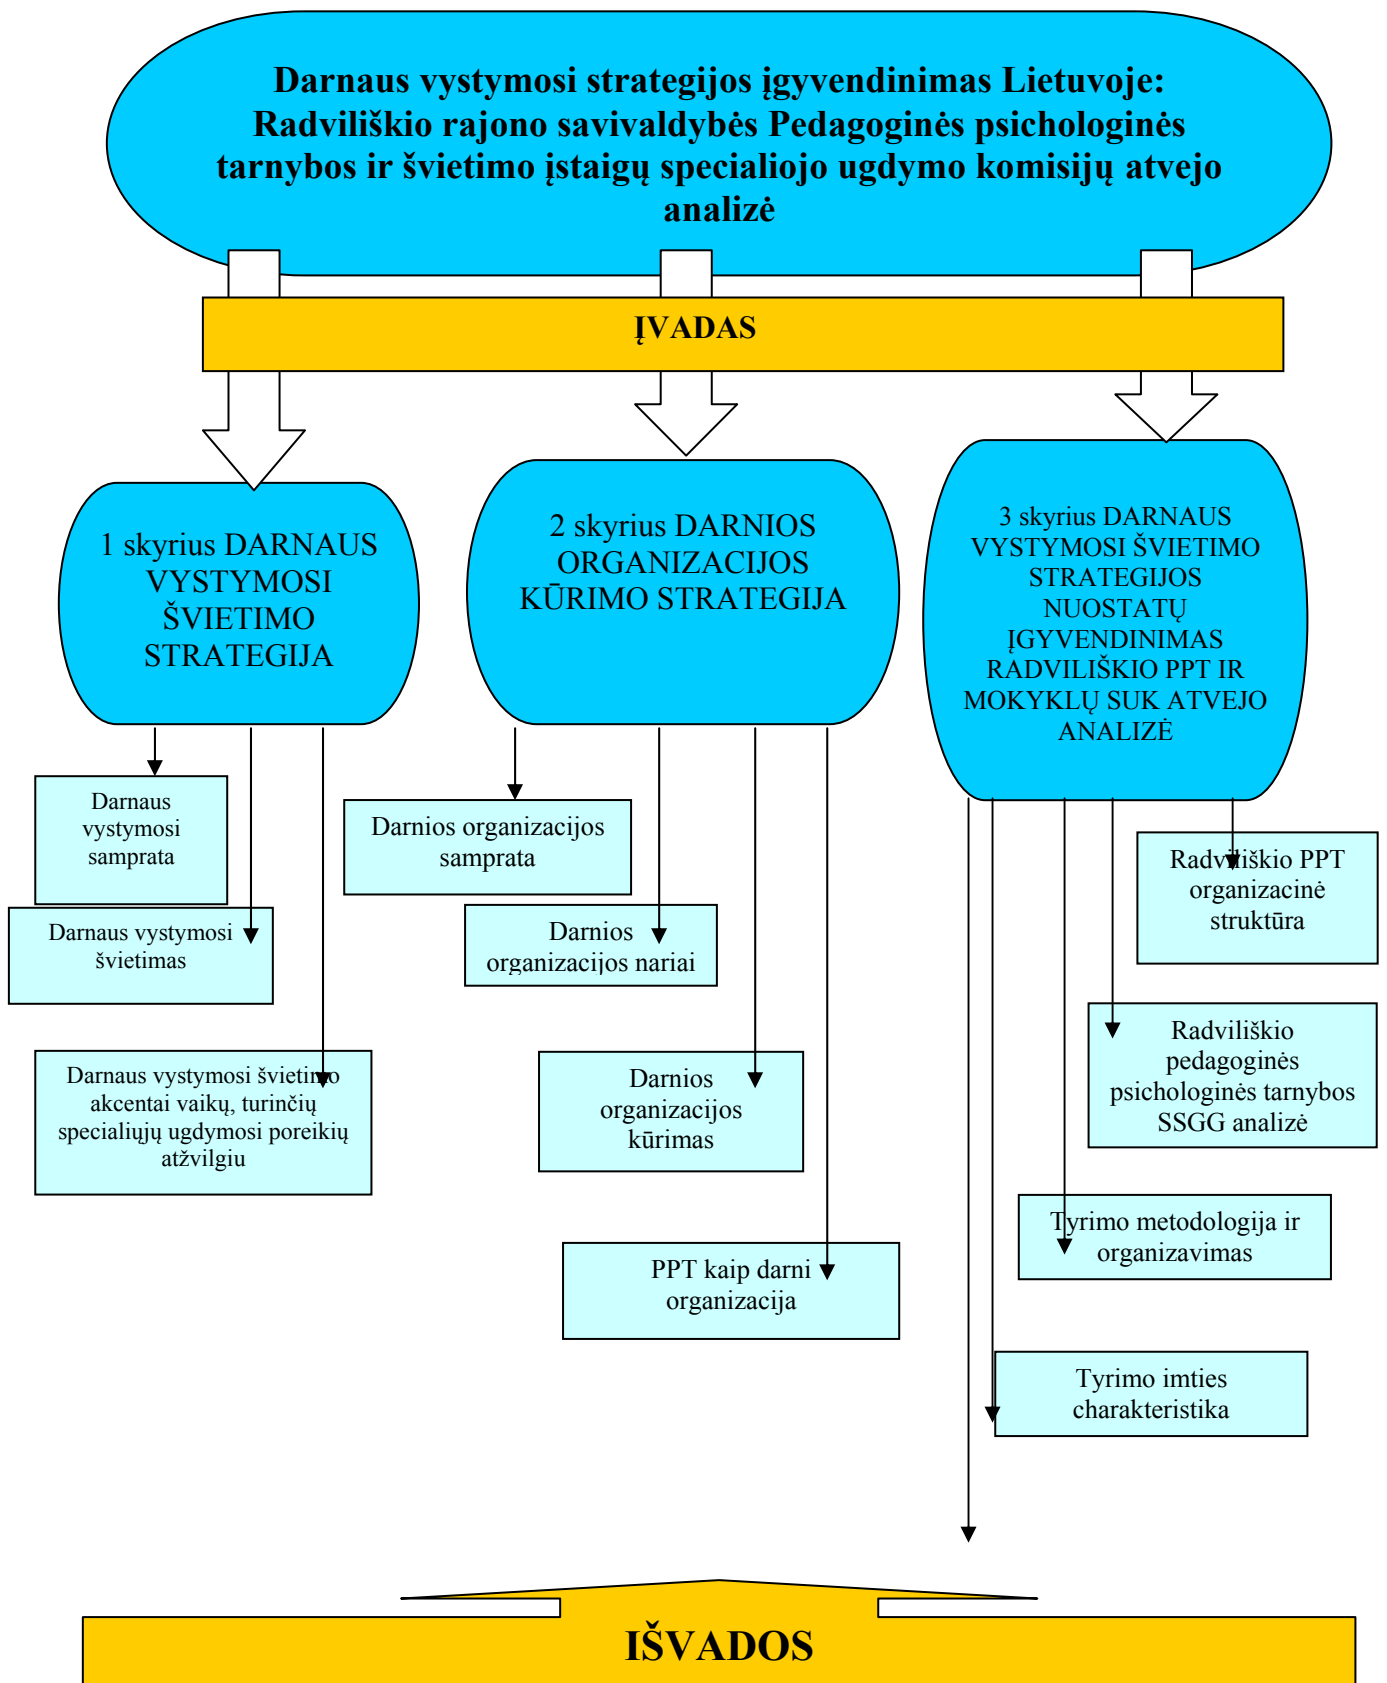 Darnaus vystymosi strategijos įgyvendinimas Lietuvoje:
Radviliškio rajono savivaldybės Pedagoginės psichologinės
tarnybos ir švietimo įstaigų specialiojo ugdymo komisijų atvejo
analizė
ĮVADAS
1 skyrius DARNAUS
VYSTYMOSI
ŠVIETIMO
STRATEGIJA
2 skyrius DARNIOS
ORGANIZACIJOS
KŪRIMO STRATEGIJA
3 skyrius DARNAUS
VYSTYMOSI ŠVIETIMO
STRATEGIJOS
NUOSTATŲ
ĮGYVENDINIMAS
RADVILIŠKIO PPT IR
MOKYKLŲ SUK ATVEJO
ANALIZĖ
Darnaus
vystymosi
samprata
Darnaus vystymosi
švietimas
Darnaus vystymosi švietimo
akcentai vaikų, turinčių
specialiųjų ugdymosi poreikių
atžvilgiu
Darnios organizacijos
samprata
Darnios
organizacijos nariai
Darnios
organizacijos
kūrimas
PPT kaip darni
organizacija
Radviliškio PPT
organizacinė
struktūra
Radviliškio
pedagoginės
psichologinės tarnybos
SSGG analizė
Tyrimo metodologija ir
organizavimas
Tyrimo imties
charakteristika
IŠVADOS